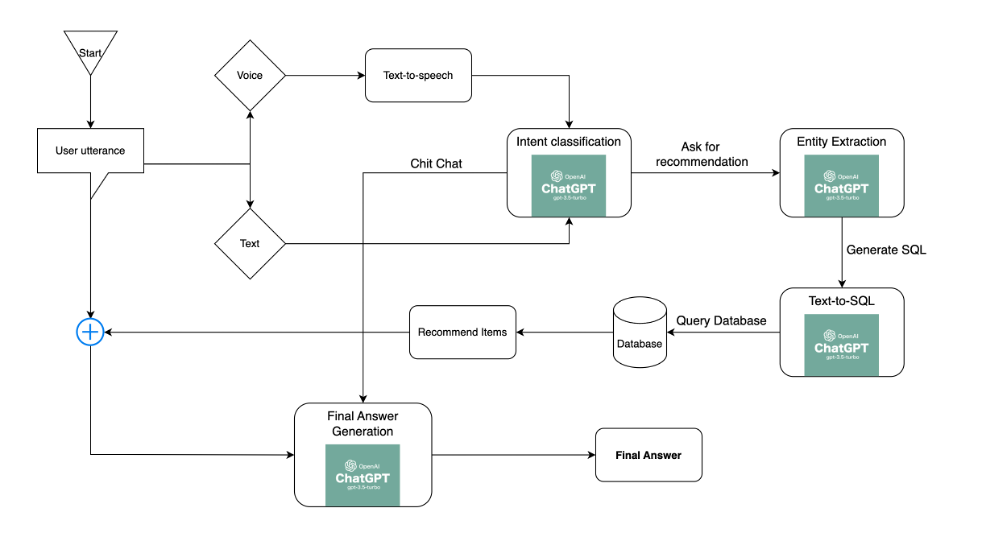 Start
Voice
Text-to-speech
User utterance
Intent classification
OpenAI
ChatGPT
gpt-3.5-turbo
Chit Chat
Ask for
recommendation
Entity Extraction
OpenAI
ChatGPT
gpt-3.5-turbo
Text
Generate SQL
Text-to-SQL
OpenAI
ChatGPT
gpt-3.5-turbo
Query Database
Database
Recommend Items
Final Answer
Generation
OpenAI
ChatGPT
gpt-3.5-turbo
Final Answer